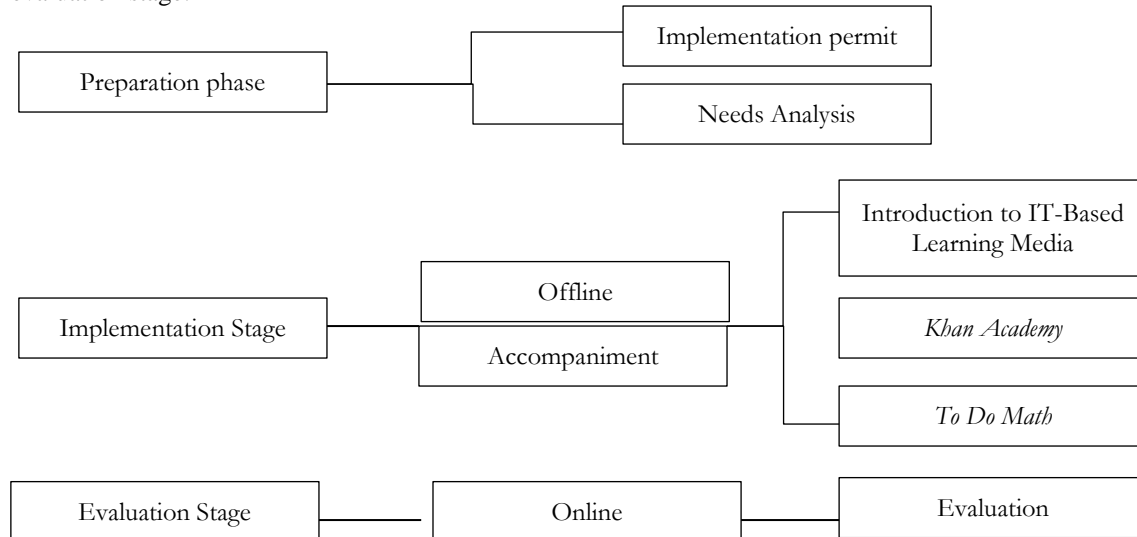 Implementation permit
Preparation phase
Needs Analysis
Introduction to IT-Based
Learning Media
Offline
Implementation Stage
Khan Academy
Accompaniment
To Do Math
Evaluation Stage
Online
Evaluation